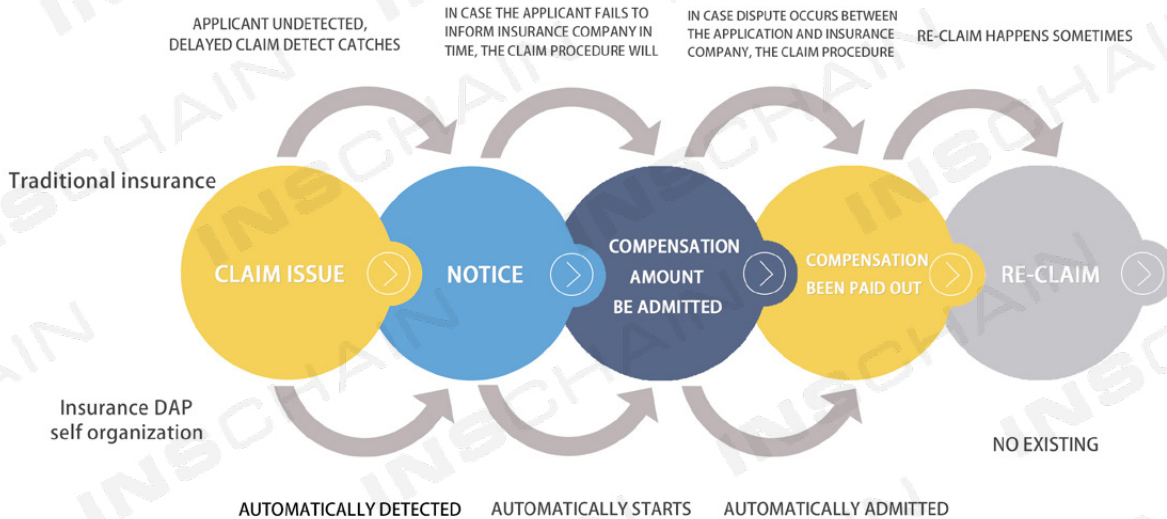 APPLICANT UNDETECTED,
DELAYED CLAIM DETECT CATCHES
IN CASE THE APPLICANT FAILS TO
INFORM INSURANCE COMPANY IN
TIME, THE CLAIM PROCEDURE WILL
IN CASE DISPUTE OCCURS BETWEEN
THE APPLICATION AND INSURANCE
COMPANY, THE CLAIM PROCEDURE
RE-CLAIM HAPPENS SOMETIMES
Traditional insurance
CLAIM ISSUE
NOTICE
COMPENSATION
AMOUNT
BE ADMITTED
COMPENSATION
BEEN PAID OUT
RE-CLAIM
Insurance DAP
self organization
NO EXISTING
AUTOMATICALLY DETECTED
AUTOMATICALLY STARTS
AUTOMATICALLY ADMITTED
INSCHAIN